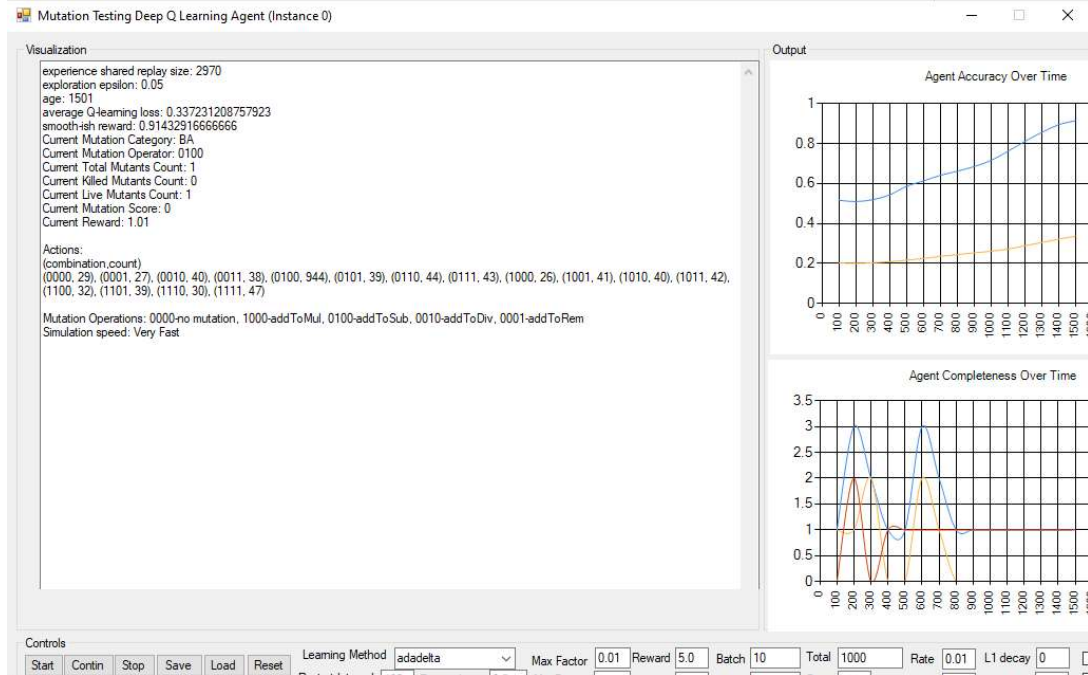 Mutation Testing Deep Q Learning Agent (Instance 0)
Visualization
experience shared replay size: 2970
exploration epsilon: 0.05
age: 1501
average Q-learning loss: 0.337231208757923
smooth-ish reward: 0.91432916666666
Current Mutation Category: BA
Current Mutation Operator: 0100
Current Total Mutants Count: 1
Current Killed Mutants Count: 0
Current Live Mutants Count: 1
Current Mutation Score: 0
Current Reward: 1.01
Actions:
(combination,count)
(0000, 29), (0001, 27), (0010, 40), (0011, 38), (0100, 944), (0101, 39), (0110, 44), (0111, 43), (1000, 26), (1001, 41), (1010, 40), (1011, 42),
(1100, 32), (1101, 39), (1110, 30), (1111, 47)
Mutation Operations: 0000-no mutation, 1000-addToMul, 0100-addToSub, 0010-addToDiv, 0001-addToRem
Simulation speed: Very Fast
Output
Agent Accuracy Over Time
1
0.8
0.6
0.4
0.2
0
0 100 200 300 400 500 600 700 800 900 1000 1100 1200 1300 1400 1500
Agent Completeness Over Time
3.5
3
2.5
2
1.5
1
0.5
0
0 100 200 300 400 500 600 700 800 900 1000 1100 1200 1300 1400 1500
Controls
Start Contin Stop Save Load Reset Learning Method adadelta Max Factor 0.01 Reward 5.0 Batch 10 Total 1000 Rate 0.01 L1 decay 0